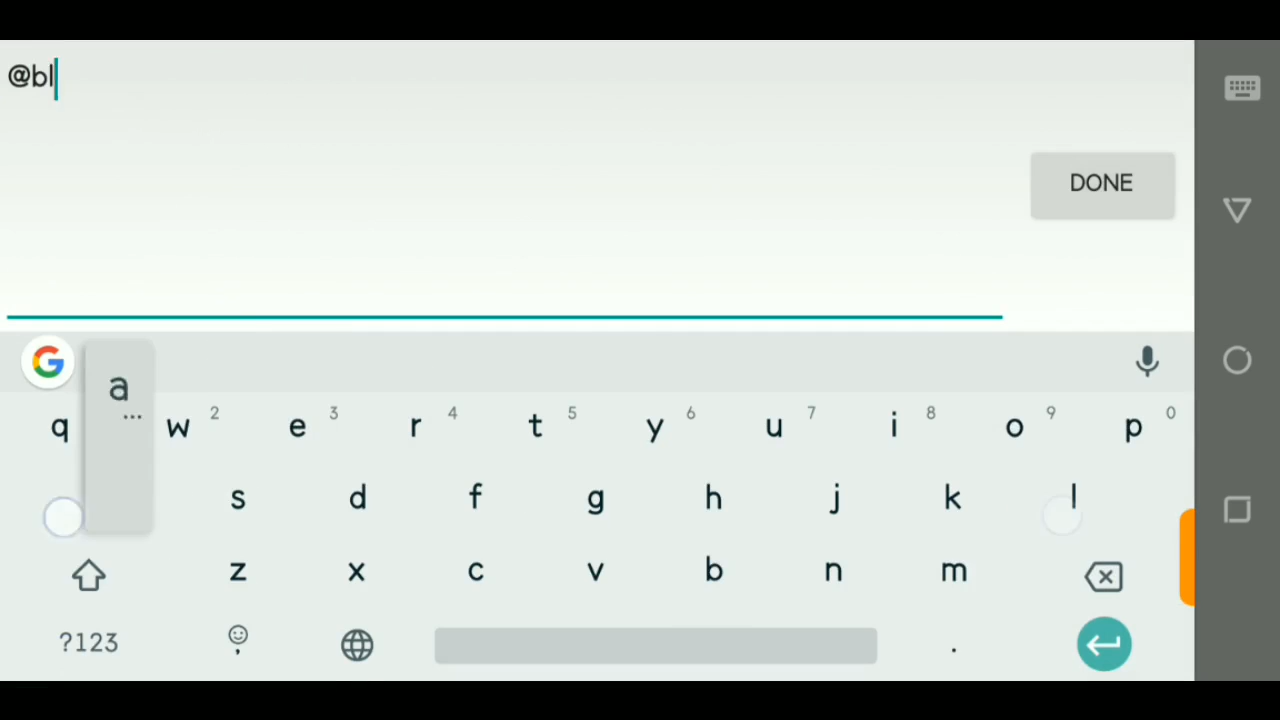 @bl
DONE
G
a
...
q w 2 e 3 r 4 t 5 y 6 u 7 i 8 o 9 p 0
s d f g h j k l
z x c v b n m
?123 , .